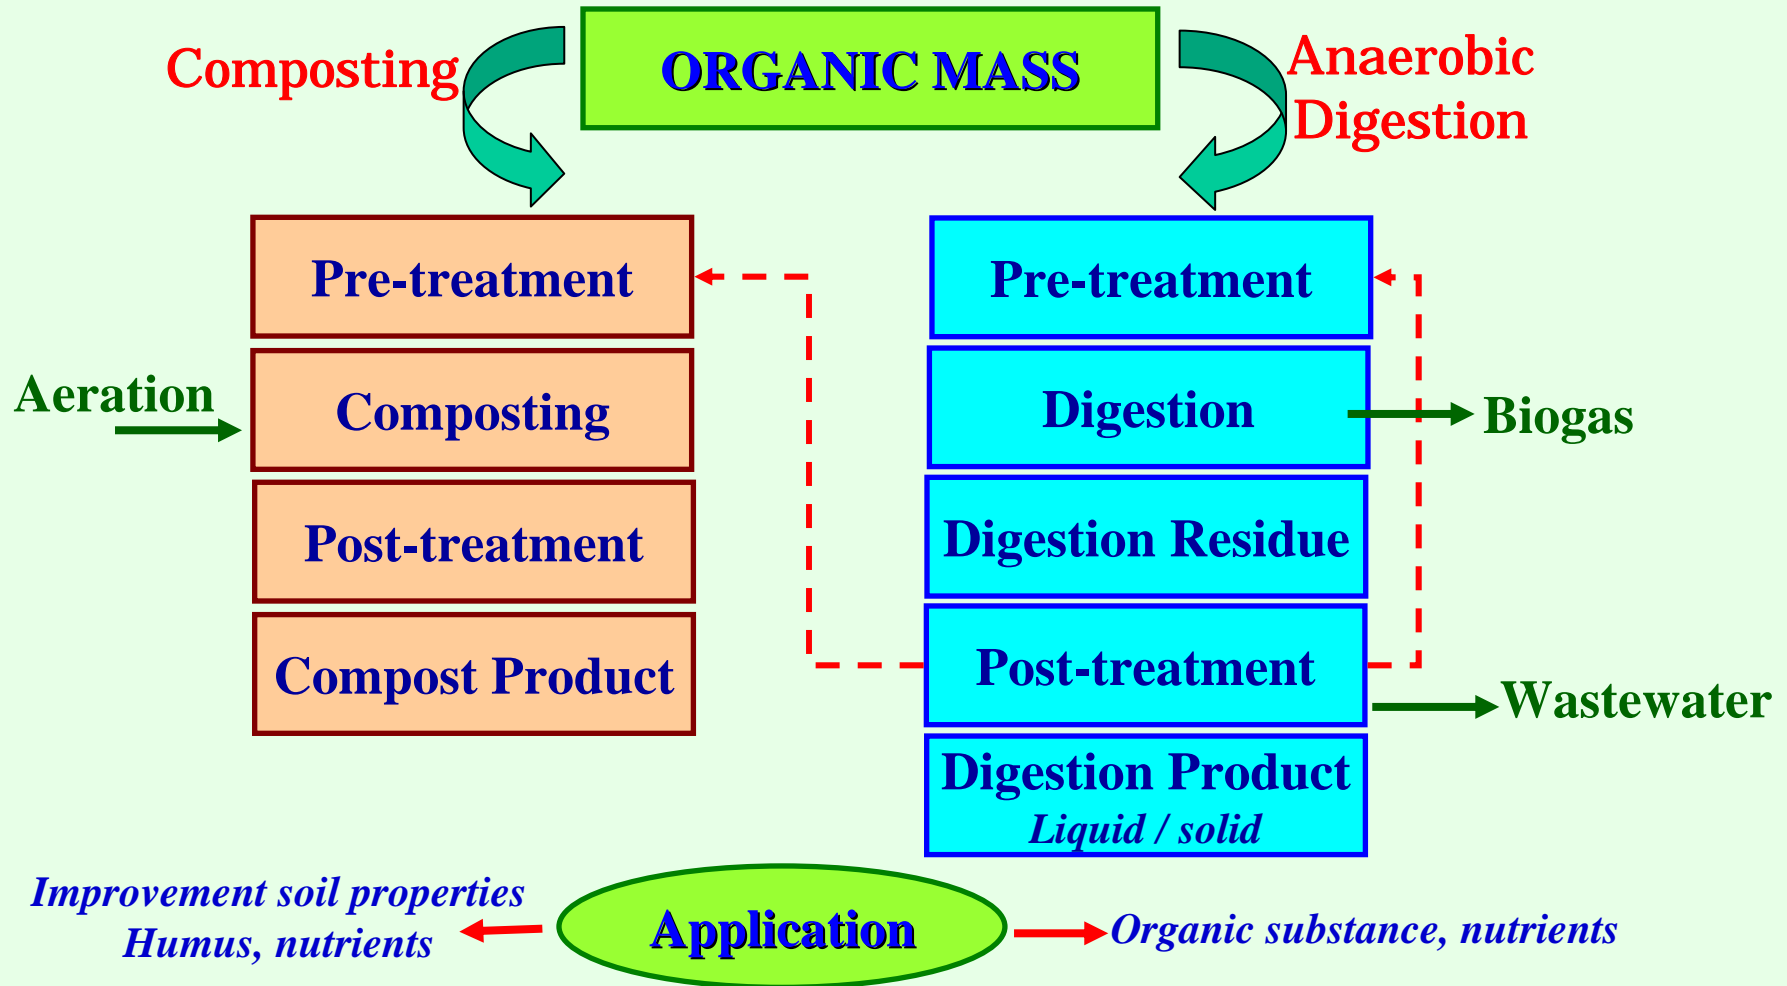 ORGANIC MASS
Composting
Anaerobic
Digestion
Pre-treatment
Composting
Post-treatment
Compost Product
Aeration
Pre-treatment
Digestion
Digestion Residue
Post-treatment
Digestion Product
Liquid / solid
Biogas
Wastewater
Improvement soil properties
Humus, nutrients
Application
Organic substance, nutrients